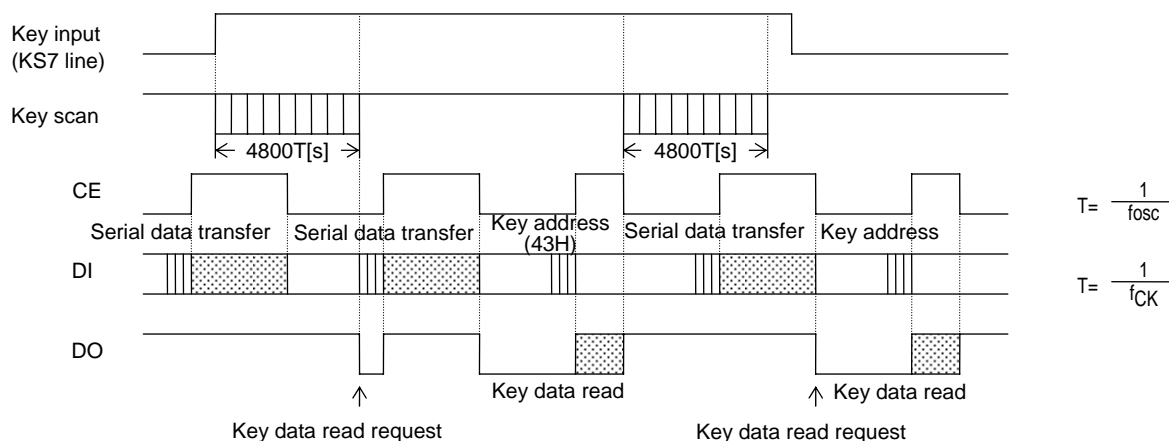 Key input
(KS7 line)
Key scan
4800T[s]
4800T[s]
CE
Serial data transfer
Serial data transfer
Key address
(43H)
Serial data transfer
Key address
T= 1
fosc
DI
T= 1
fCK
DO
Key data read
Key data read
Key data read request
Key data read request